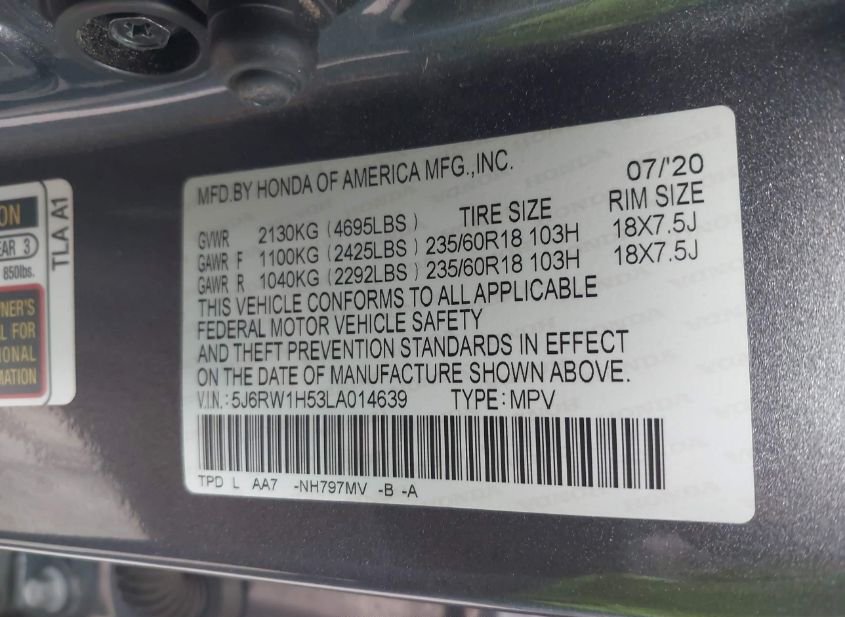 MFD.BY HONDA OF AMERICA MFG.,INC.
07/'20
TIRE SIZE RIM SIZE
GVWR 2130KG (4695LBS)
GAWR F 1100KG (2425LBS) 235/60R18 103H 18X7.5J
GAWR R 1040KG (2292LBS) 235/60R18 103H 18X7.5J
THIS VEHICLE CONFORMS TO ALL APPLICABLE
FEDERAL MOTOR VEHICLE SAFETY
AND THEFT PREVENTION STANDARDS IN EFFECT
ON THE DATE OF MANUFACTURE SHOWN ABOVE.
V.I.N.: 5J6RW1H53LA014639 TYPE: MPV
TPD L AA7 -NH797MV -B -A
TLA A1
3
850lbs.
FOR